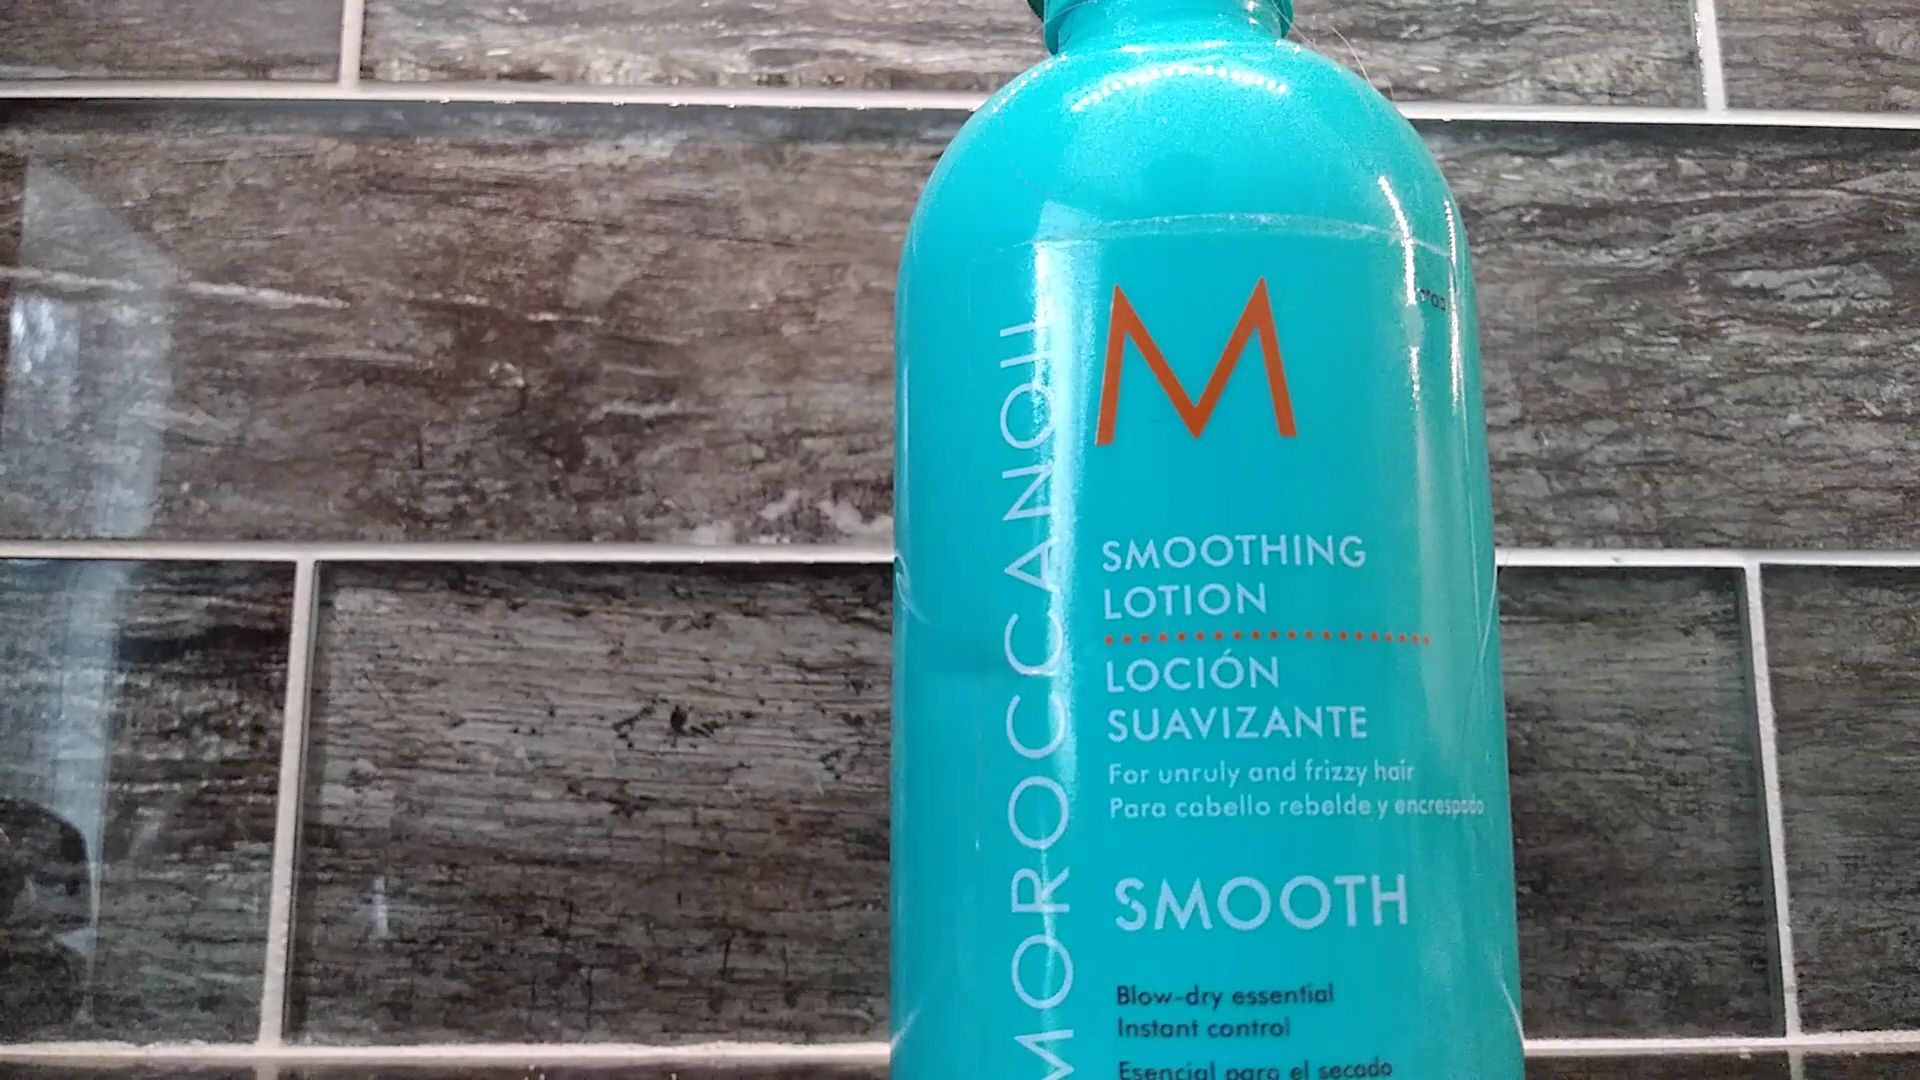 M
MOROCCANOIL
SMOOTHING
LOTION
LOCIÓN
SUAVIZANTE
For unruly and frizzy hair
Para cabello rebelde y encrespado
SMOOTH
Blow-dry essential
Instant control
Esencial para el secado